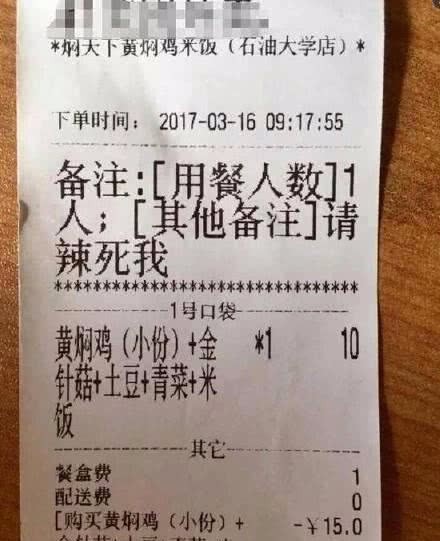 *焖天下黄焖鸡米饭（石油大学店）*
下单时间： 2017-03-16 09:17:55
备注:[用餐人数]1
人；[其他备注]请
辣死我
********************************
1号口袋
黄焖鸡（小份）+金 *1 10
针菇+土豆+青菜+米
饭
其它
餐盒费 1
配送费 0
[购买黄焖鸡（小份）+ -￥15.0